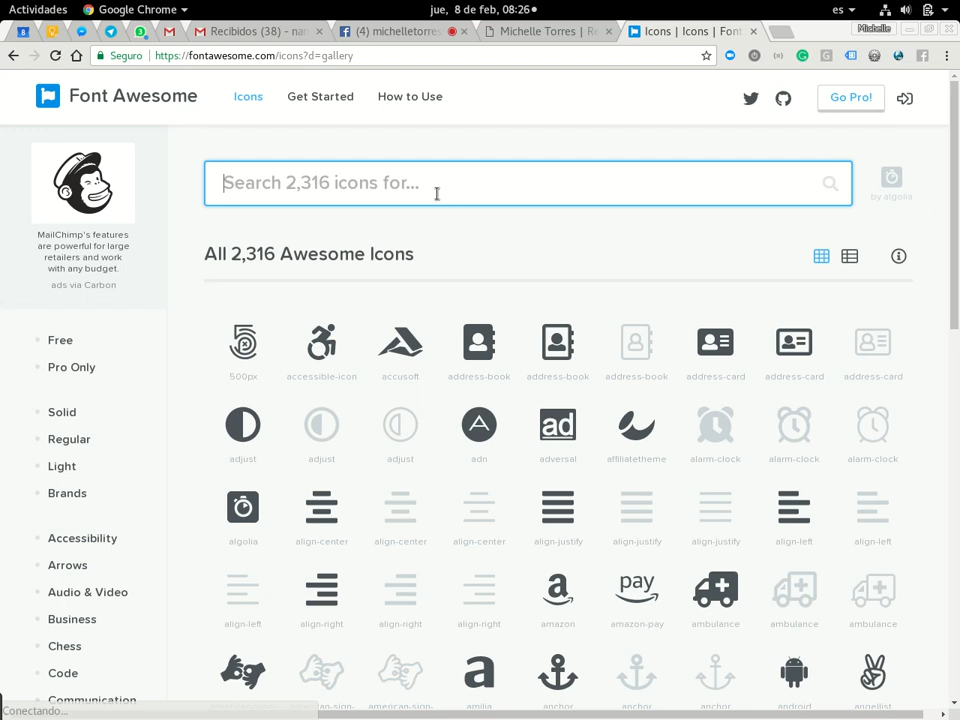 Actividades
Google Chrome
jue, 8 de feb, 08:26
es
Recibidos (38) - nan
(4) michelletorres
Michelle Torres | Re
Icons | Icons | Font
Michelle
Seguro
https://fontawesome.com/icons?d=gallery
Font Awesome
Icons
Get Started
How to Use
Go Pro!
Search 2,316 icons for...
by algolia
MailChimp's features
are powerful for large
retailers and work
with any budget.
ads via Carbon
All 2,316 Awesome Icons
Free
Pro Only
Solid
Regular
Light
Brands
Accessibility
Arrows
Audio & Video
Business
Chess
Code
Communication
500px accessible-icon accusoft address-book address-book address-book address-card address-card address-card
ad
adjust adjust adjust adn adversal affiliatetheme alarm-clock alarm-clock alarm-clock
algolia align-center align-center align-center align-justify align-justify align-justify align-left align-left
pay
align-left align-right align-right align-right amazon amazon-pay ambulance ambulance ambulance
american-sign- american-sign- amilia anchor anchor anchor android angellist
Conectando...